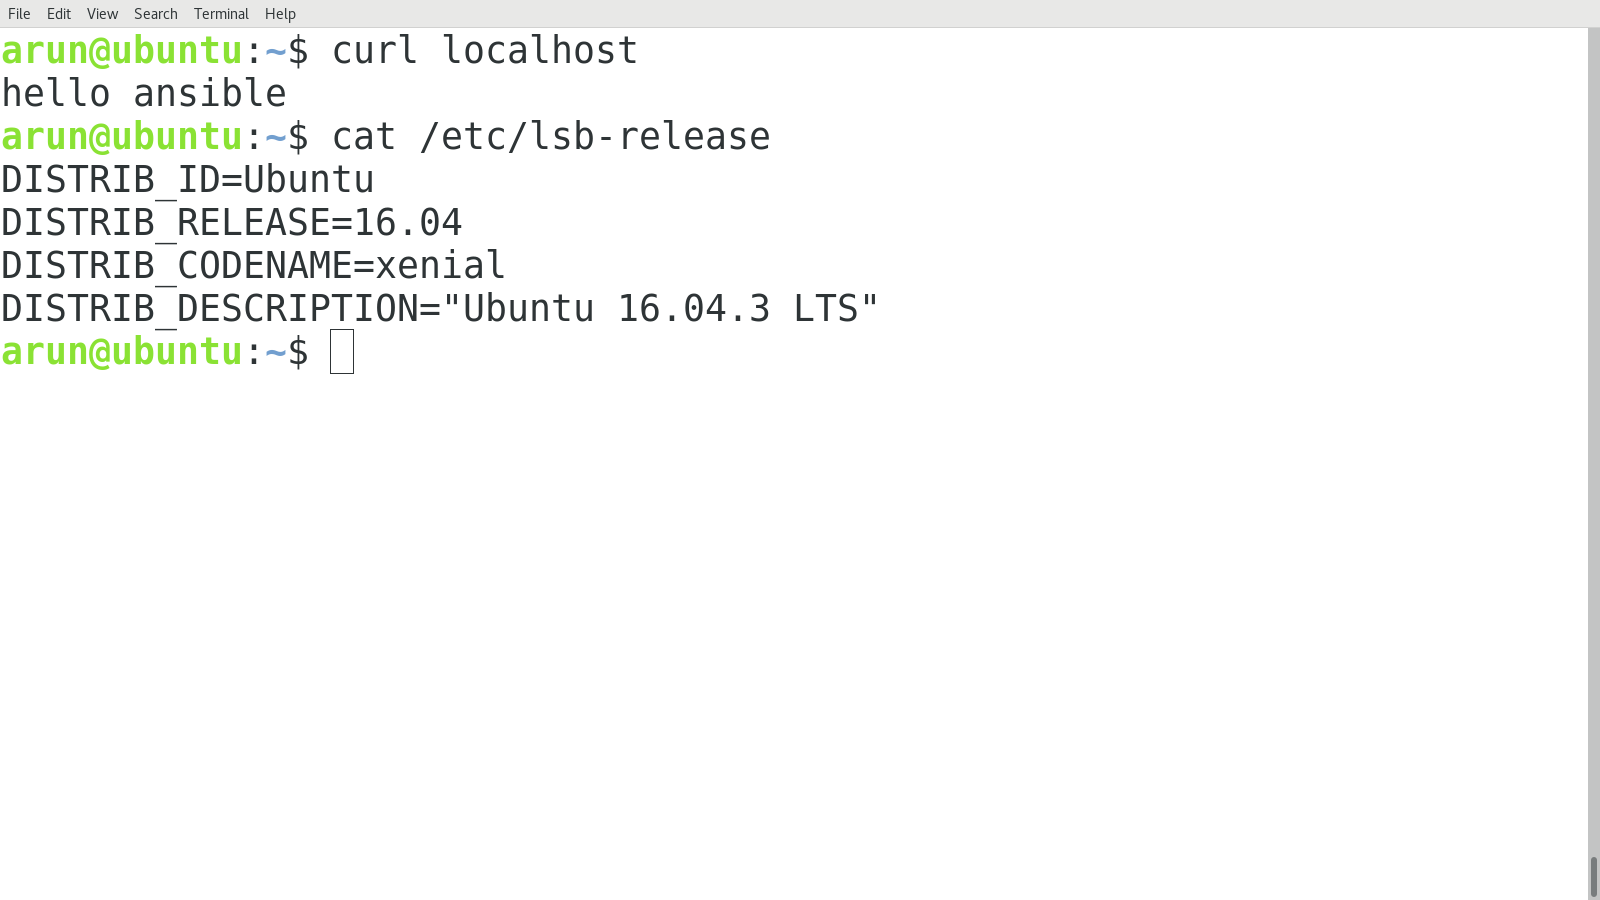 File Edit View Search Terminal Help
arun@ubuntu:~$ curl localhost
hello ansible
arun@ubuntu:~$ cat /etc/lsb-release
DISTRIB_ID=Ubuntu
DISTRIB_RELEASE=16.04
DISTRIB_CODENAME=xenial
DISTRIB_DESCRIPTION="Ubuntu 16.04.3 LTS"
arun@ubuntu:~$